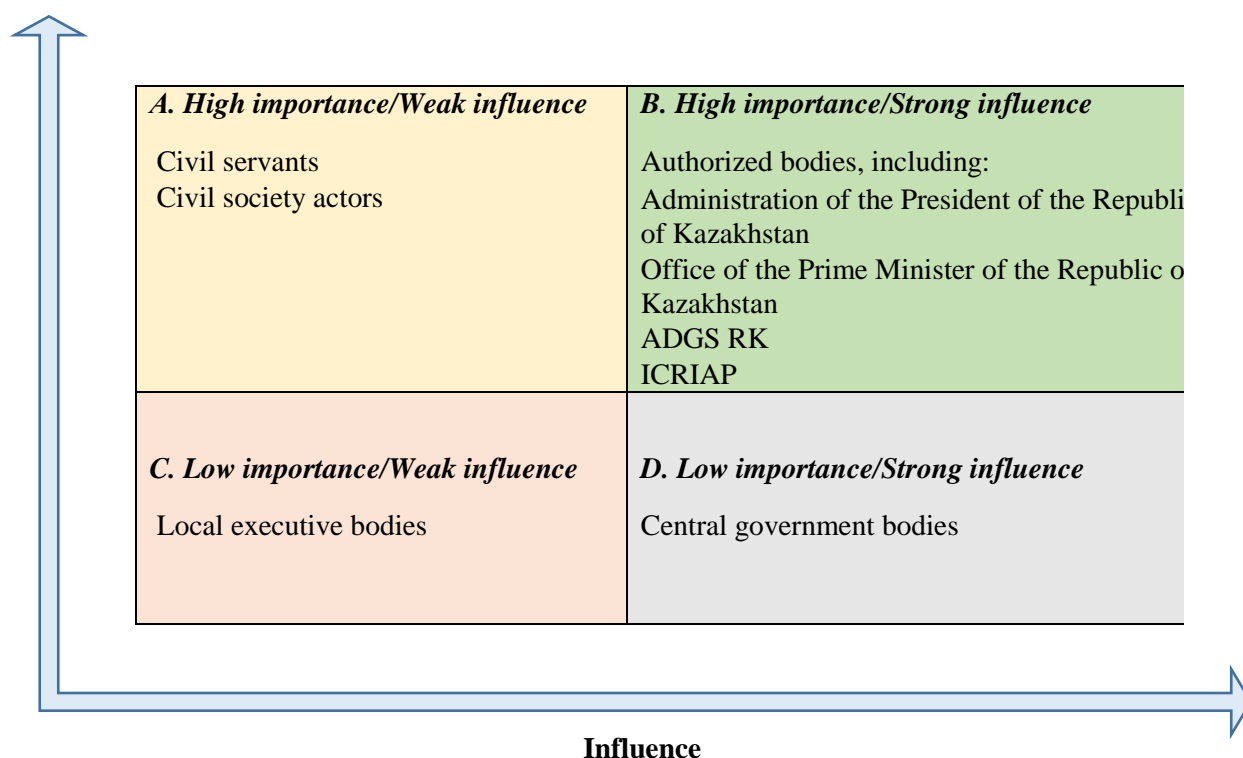 A. High importance/Weak influence
Civil servants
Civil society actors
B. High importance/Strong influence
Authorized bodies, including:
Administration of the President of the Republi
of Kazakhstan
Office of the Prime Minister of the Republic o
Kazakhstan
ADGS RK
ICRIAP
C. Low importance/Weak influence
Local executive bodies
D. Low importance/Strong influence
Central government bodies
Influence